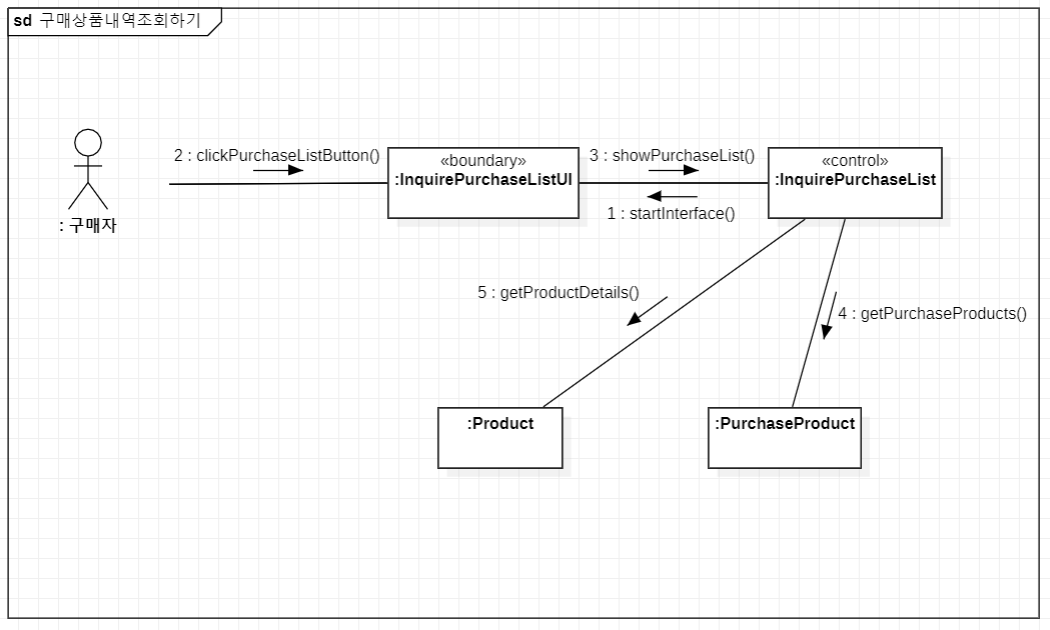 sd 구매상품내역조회하기
2 : clickPurchaseListButton()
«boundary»
:InquirePurchaseListUI
3 : showPurchaseList()
1 : startInterface()
«control»
:InquirePurchaseList
: 구매자
5 : getProductDetails()
4 : getPurchaseProducts()
:Product
:PurchaseProduct